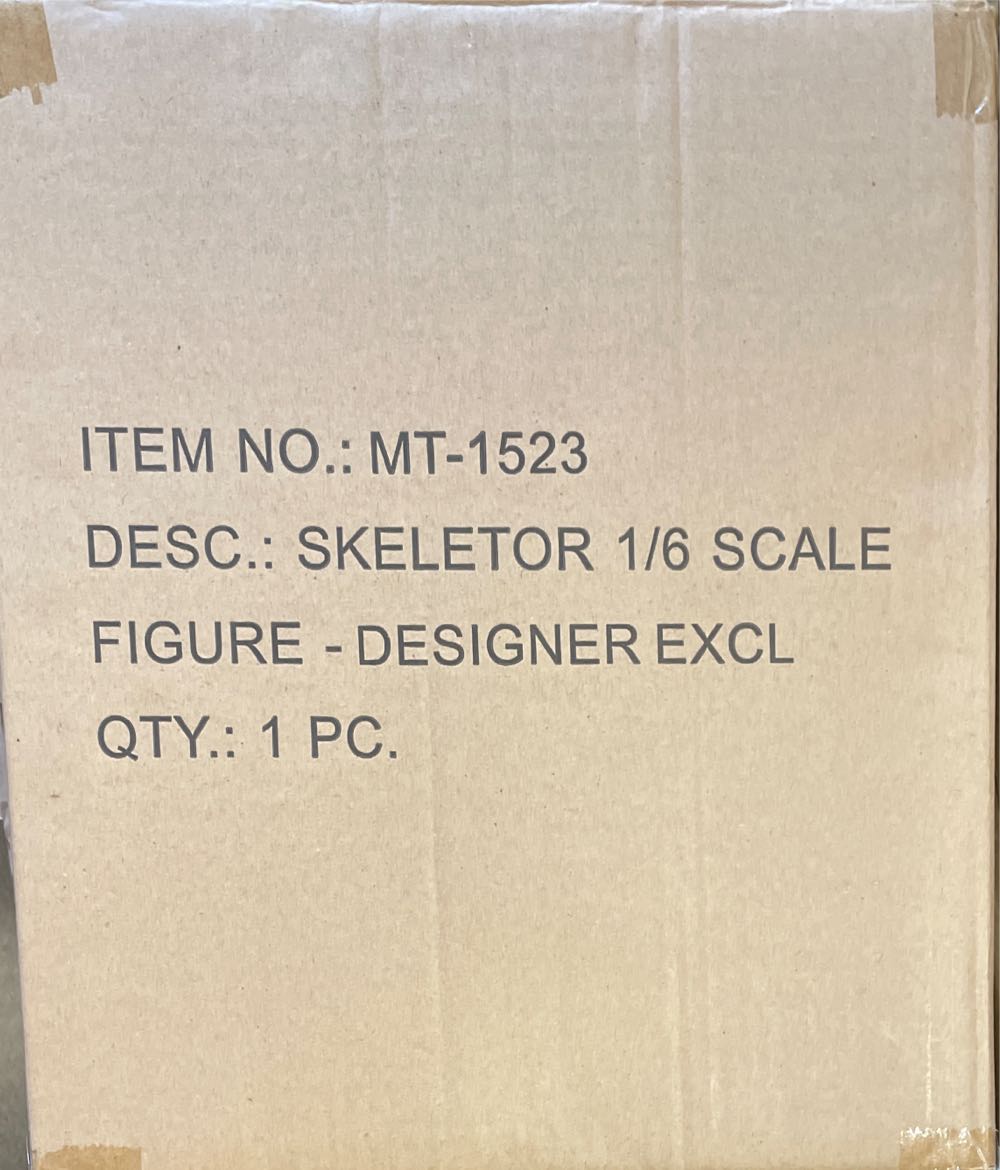 ITEM NO.: MT-1523
DESC.: SKELETOR 1/6 SCALE
FIGURE - DESIGNER EXCL
QTY.: 1 PC.